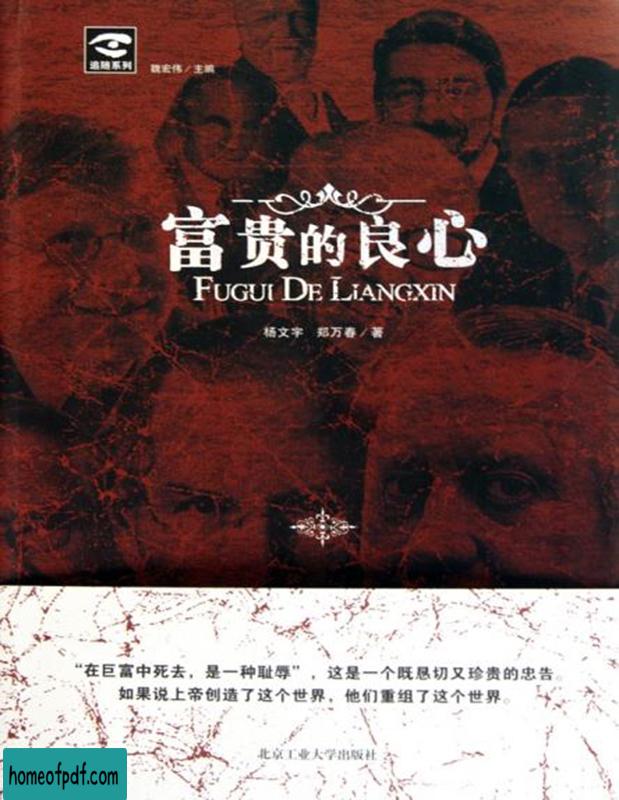 追随系列
魏宏伟/主编
富贵的良心
FUGUI DE LIANGXIN
杨文宇 郑万春/著
“在巨富中死去，是一种耻辱”，这是一个既恳切又珍贵的忠告。
如果说上帝创造了这个世界，他们重组了这个世界。
北京工业大学出版社
homeofpdf.com